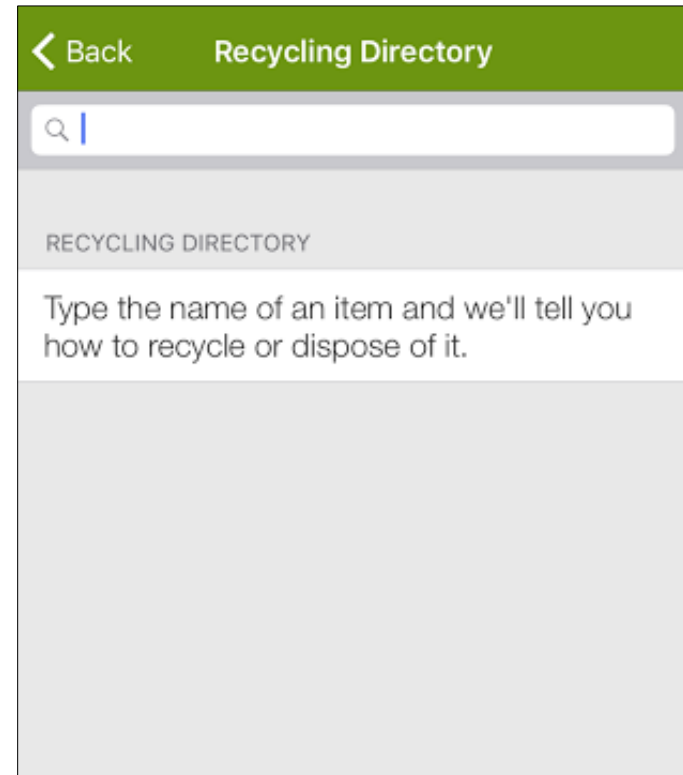 Back Recycling Directory
RECYCLING DIRECTORY
Type the name of an item and we'll tell you
how to recycle or dispose of it.